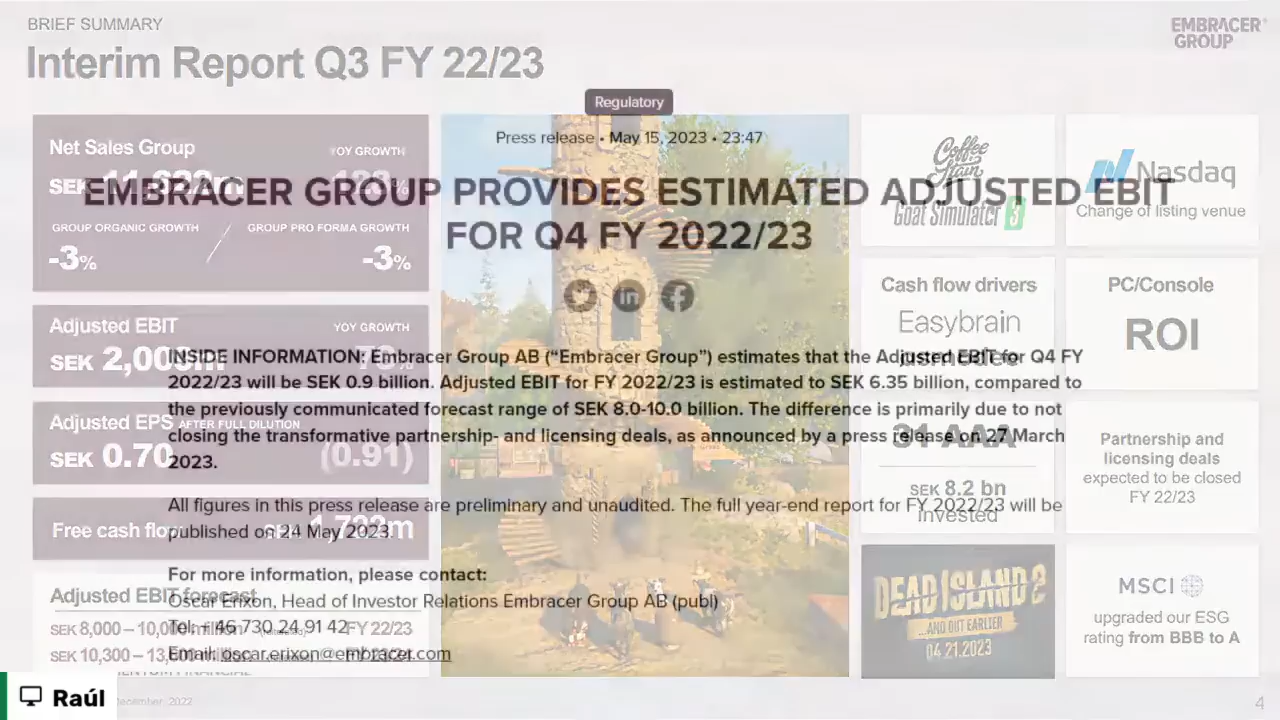 BRIEF SUMMARY
Interim Report Q3 FY 22/23
EMBRACER
GROUP
Regulatory
Press release • May 15, 2023 • 23:47
EMBRACER GROUP PROVIDES ESTIMATED ADJUSTED EBIT
FOR Q4 FY 2022/23
INSIDE INFORMATION: Embracer Group AB (“Embracer Group”) estimates that the Adjusted EBIT for Q4 FY
2022/23 will be SEK 0.9 billion. Adjusted EBIT for FY 2022/23 is estimated to SEK 6.35 billion, compared to
the previously communicated forecast range of SEK 8.0-10.0 billion. The difference is primarily due to not
closing the transformative partnership- and licensing deals, as announced by a press release on 27 March
2023.
All figures in this press release are preliminary and unaudited. The full year-end report for FY 2022/23 will be
published on 24 May 2023.
For more information, please contact:
Oscar Erixon, Head of Investor Relations Embracer Group AB (publ)
Tel: +46 730 24 91 42
Email: oscar.erixon@embracer.com
Net Sales Group
YOY GROWTH
SEK
GROUP ORGANIC GROWTH
GROUP PRO FORMA GROWTH
-3%
-3%
Adjusted EBIT
YOY GROWTH
SEK 2,005m
Adjusted EPS AFTER FULL DILUTION
SEK 0.70
(0.91)
Free cash flow
Adjusted EBIT forecast
FY 22/23
Coffee
Stain
Goat Simulator 3
Nasdaq
Change of listing venue
Cash flow drivers
Easybrain
PC/Console
ROI
31 AAA
SEK 8.2 bn
invested
Partnership and
licensing deals
expected to be closed
FY 22/23
DEAD ISLAND 2
...AND OUT EARLIER
04.21.2023
MSCI
upgraded our ESG
rating from BBB to A
Raúl
December, 2022
4